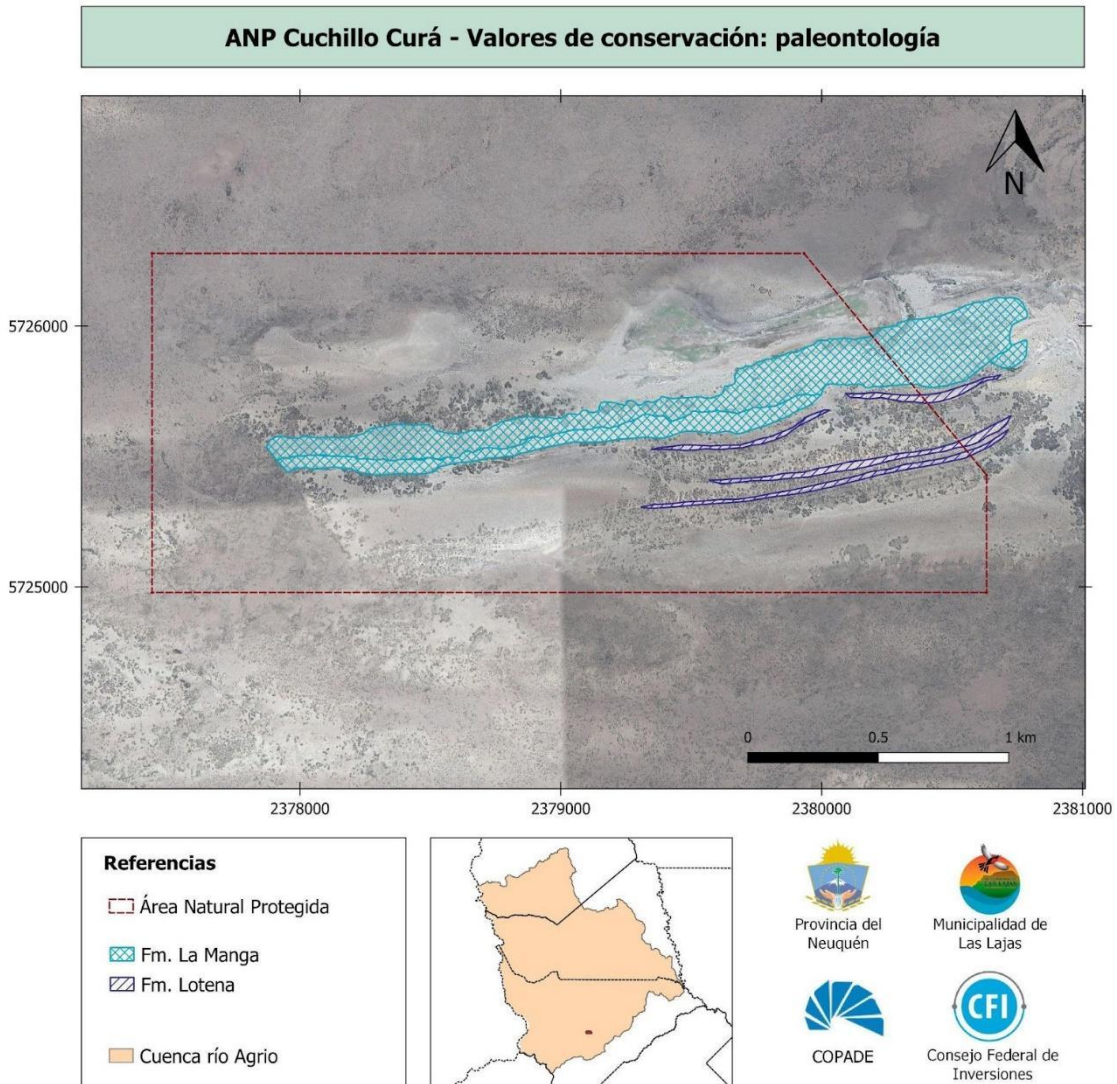 ANP Cuchillo Curá - Valores de conservación: paleontología
N
5726000
5725000
0 0.5 1 km
2378000 2379000 2380000 2381000
Referencias
Área Natural Protegida
Fm. La Manga
Fm. Lotena
Cuenca río Agrio
Provincia del
Neuquén
Municipalidad de
Las Lajas
COPADE
CFI
Consejo Federal de
Inversiones